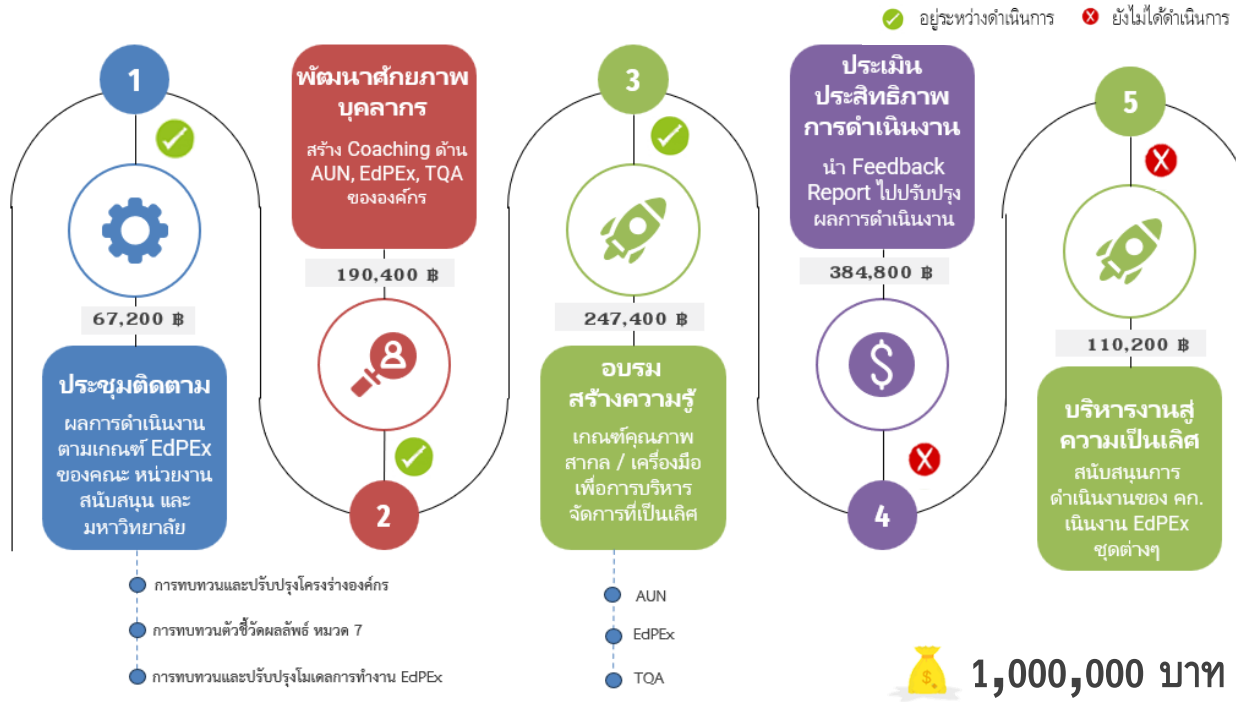 อยู่ระหว่างดำเนินการ
ยังไม่ได้ดำเนินการ
1
67,200 ฿
ประชุมติดตาม
ผลการดำเนินงาน
ตามเกณฑ์ EdPEx
ของคณะ หน่วยงาน
สนับสนุน และ
มหาวิทยาลัย
การทบทวนและปรับปรุงโครงร่างองค์กร
การทบทวนตัวชี้วัดผลลัพธ์ หมวด 7
การทบทวนและปรับปรุงโมเดลการทำงาน EdPEx
พัฒนาศักยภาพ
บุคลากร
สร้าง Coaching ด้าน
AUN, EdPEx, TQA
ขององค์กร
190,400 ฿
2
3
247,400 ฿
อบรม
สร้างความรู้
เกณฑ์คุณภาพ
สากล / เครื่องมือ
เพื่อการบริหาร
จัดการที่เป็นเลิศ
AUN
EdPEx
TQA
ประเมิน
ประสิทธิภาพ
การดำเนินงาน
นำ Feedback
Report ไปปรับปรุง
ผลการดำเนินงาน
384,800 ฿
4
5
110,200 ฿
บริหารงานสู่
ความเป็นเลิศ
สนับสนุนการ
ดำเนินงานของ คก.
เนินงาน EdPEx
ชุดต่างๆ
1,000,000 บาท